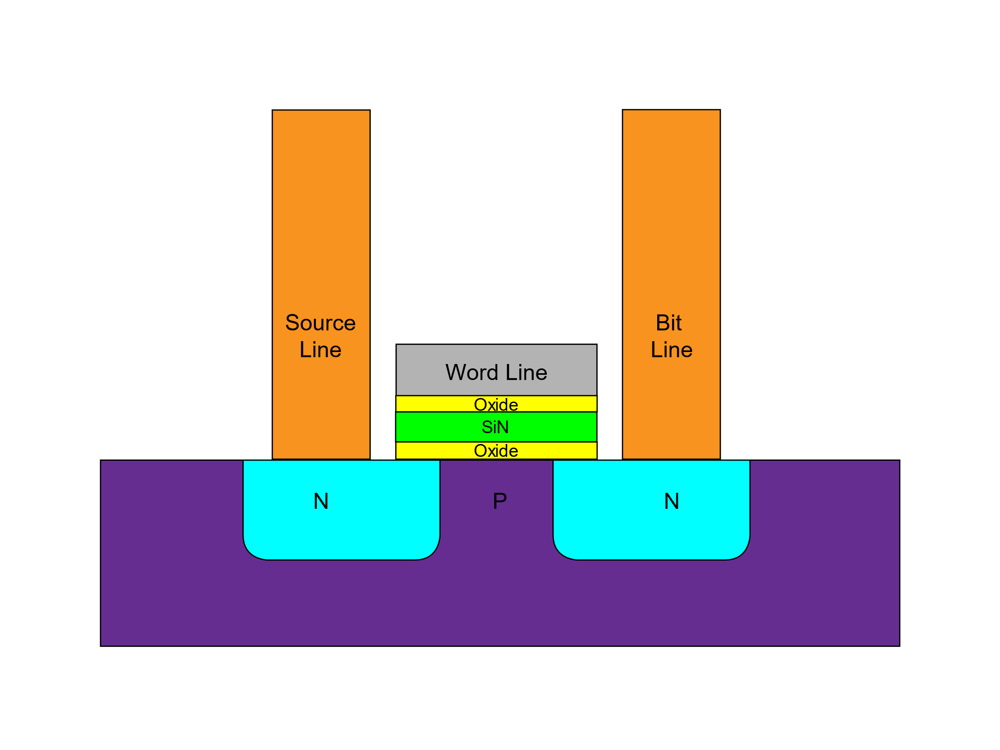 Source
Line
Bit
Line
Word Line
Oxide
SiN
Oxide
N
P
N